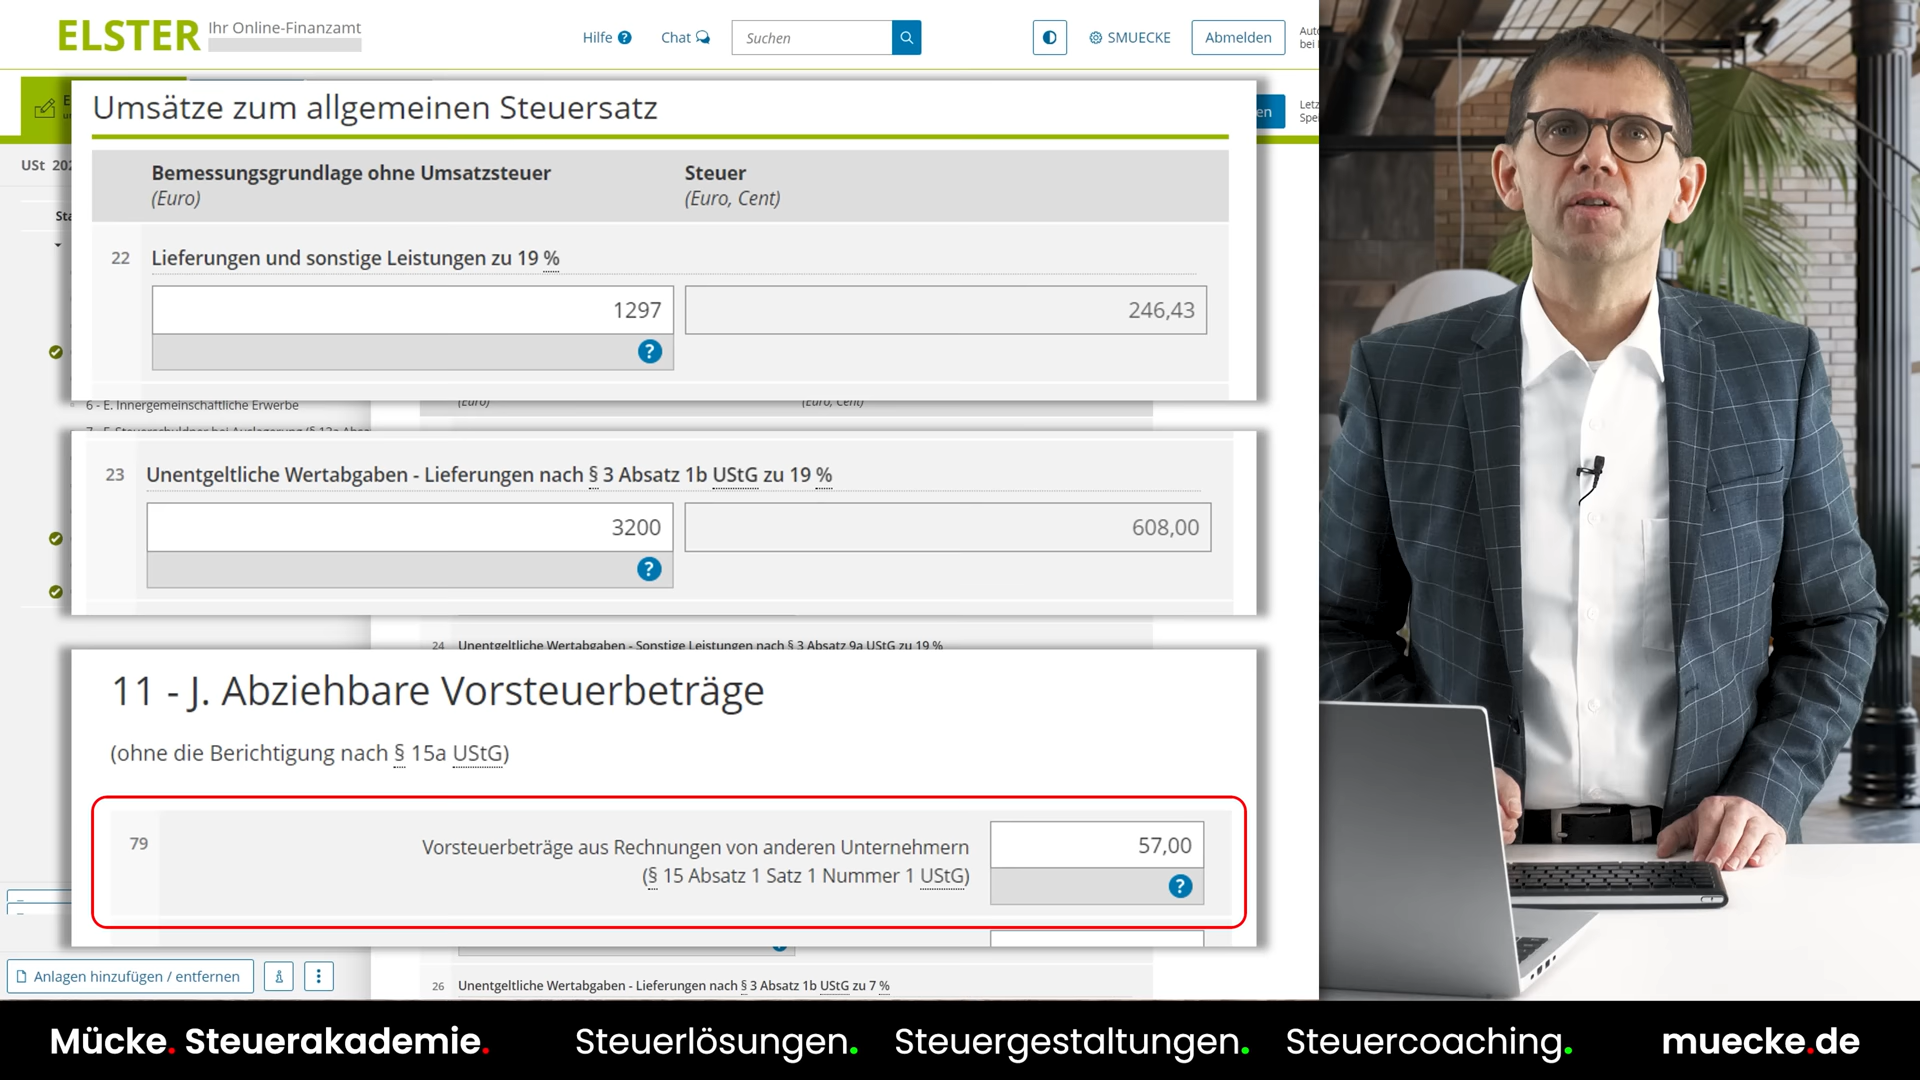 ELSTER
Ihr Online-Finanzamt
Hilfe ?
Chat
Suchen
SMUECKE
Abmelden
Umsätze zum allgemeinen Steuersatz
USt
Bemessungsgrundlage ohne Umsatzsteuer
(Euro)
Steuer
(Euro, Cent)
22 Lieferungen und sonstige Leistungen zu 19 %
1297
246,43
?
(Euro) (Euro, Cent)
6 - E. Innergemeinschaftliche Erwerbe
23 Unentgeltliche Wertabgaben - Lieferungen nach § 3 Absatz 1b UStG zu 19 %
3200
608,00
?
24 Unentgeltliche Wertabgaben - Sonstige Leistungen nach § 3 Absatz 9a UStG zu 19 %
11 - J. Abziehbare Vorsteuerbeträge
(ohne die Berichtigung nach § 15a UStG)
79 Vorsteuerbeträge aus Rechnungen von anderen Unternehmern
(§ 15 Absatz 1 Satz 1 Nummer 1 UStG)
57,00
?
Anlagen hinzufügen / entfernen
26 Unentgeltliche Wertabgaben - Lieferungen nach § 3 Absatz 1b UStG zu 7 %
Mücke. Steuerakademie. Steuerlösungen. Steuergestaltungen. Steuercoaching. muecke.de